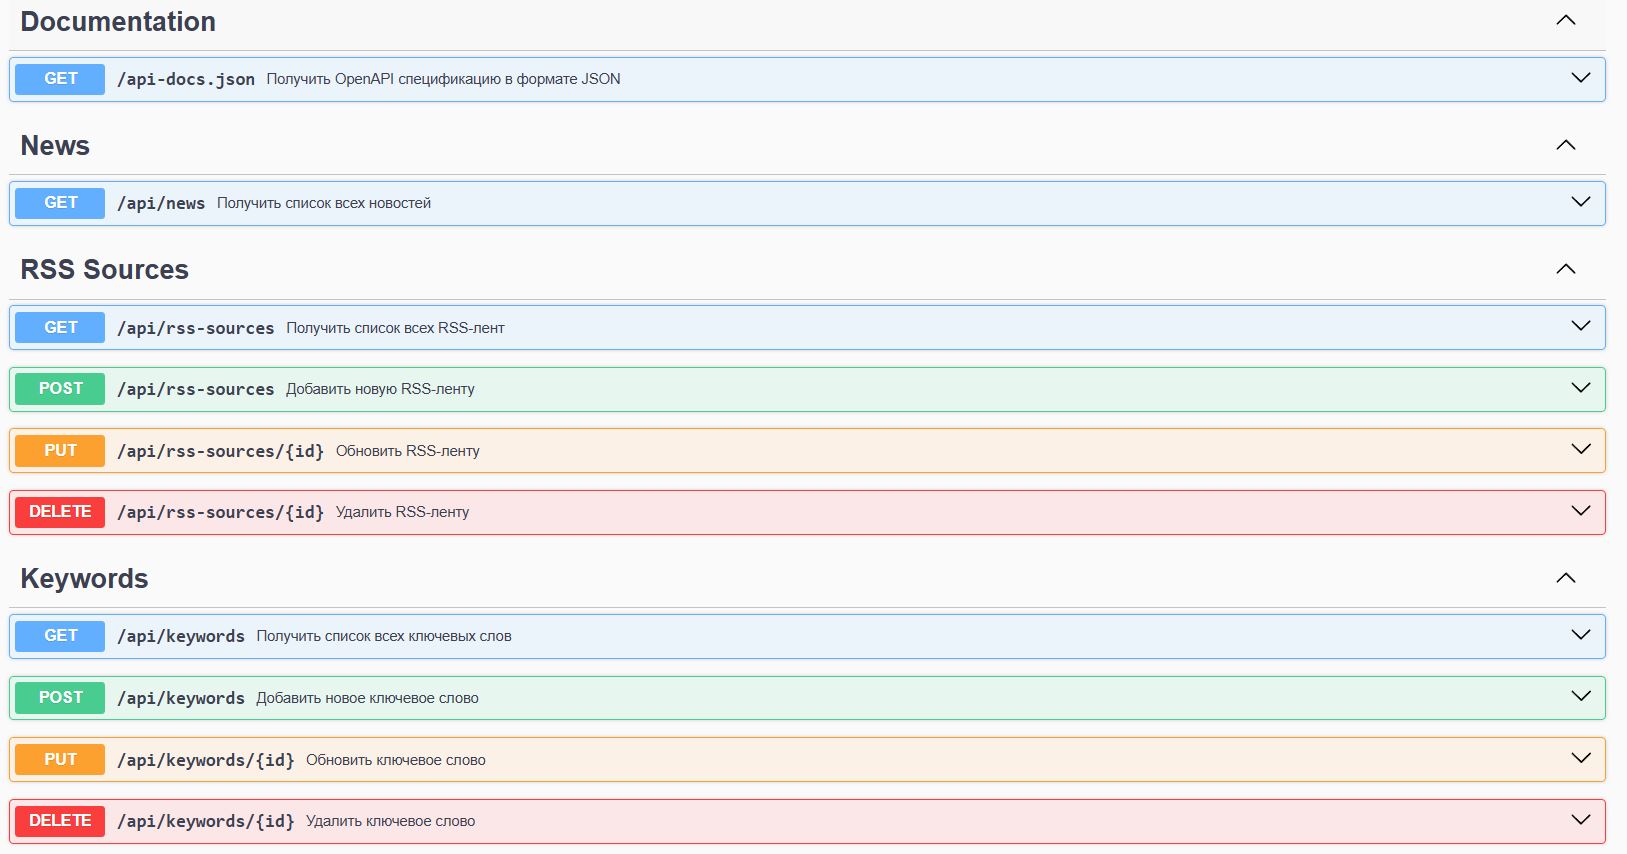 Documentation
GET /api-docs.json Получить OpenAPI спецификацию в формате JSON
News
GET /api/news Получить список всех новостей
RSS Sources
GET /api/rss-sources Получить список всех RSS-лент
POST /api/rss-sources Добавить новую RSS-ленту
PUT /api/rss-sources/{id} Обновить RSS-ленту
DELETE /api/rss-sources/{id} Удалить RSS-ленту
Keywords
GET /api/keywords Получить список всех ключевых слов
POST /api/keywords Добавить новое ключевое слово
PUT /api/keywords/{id} Обновить ключевое слово
DELETE /api/keywords/{id} Удалить ключевое слово